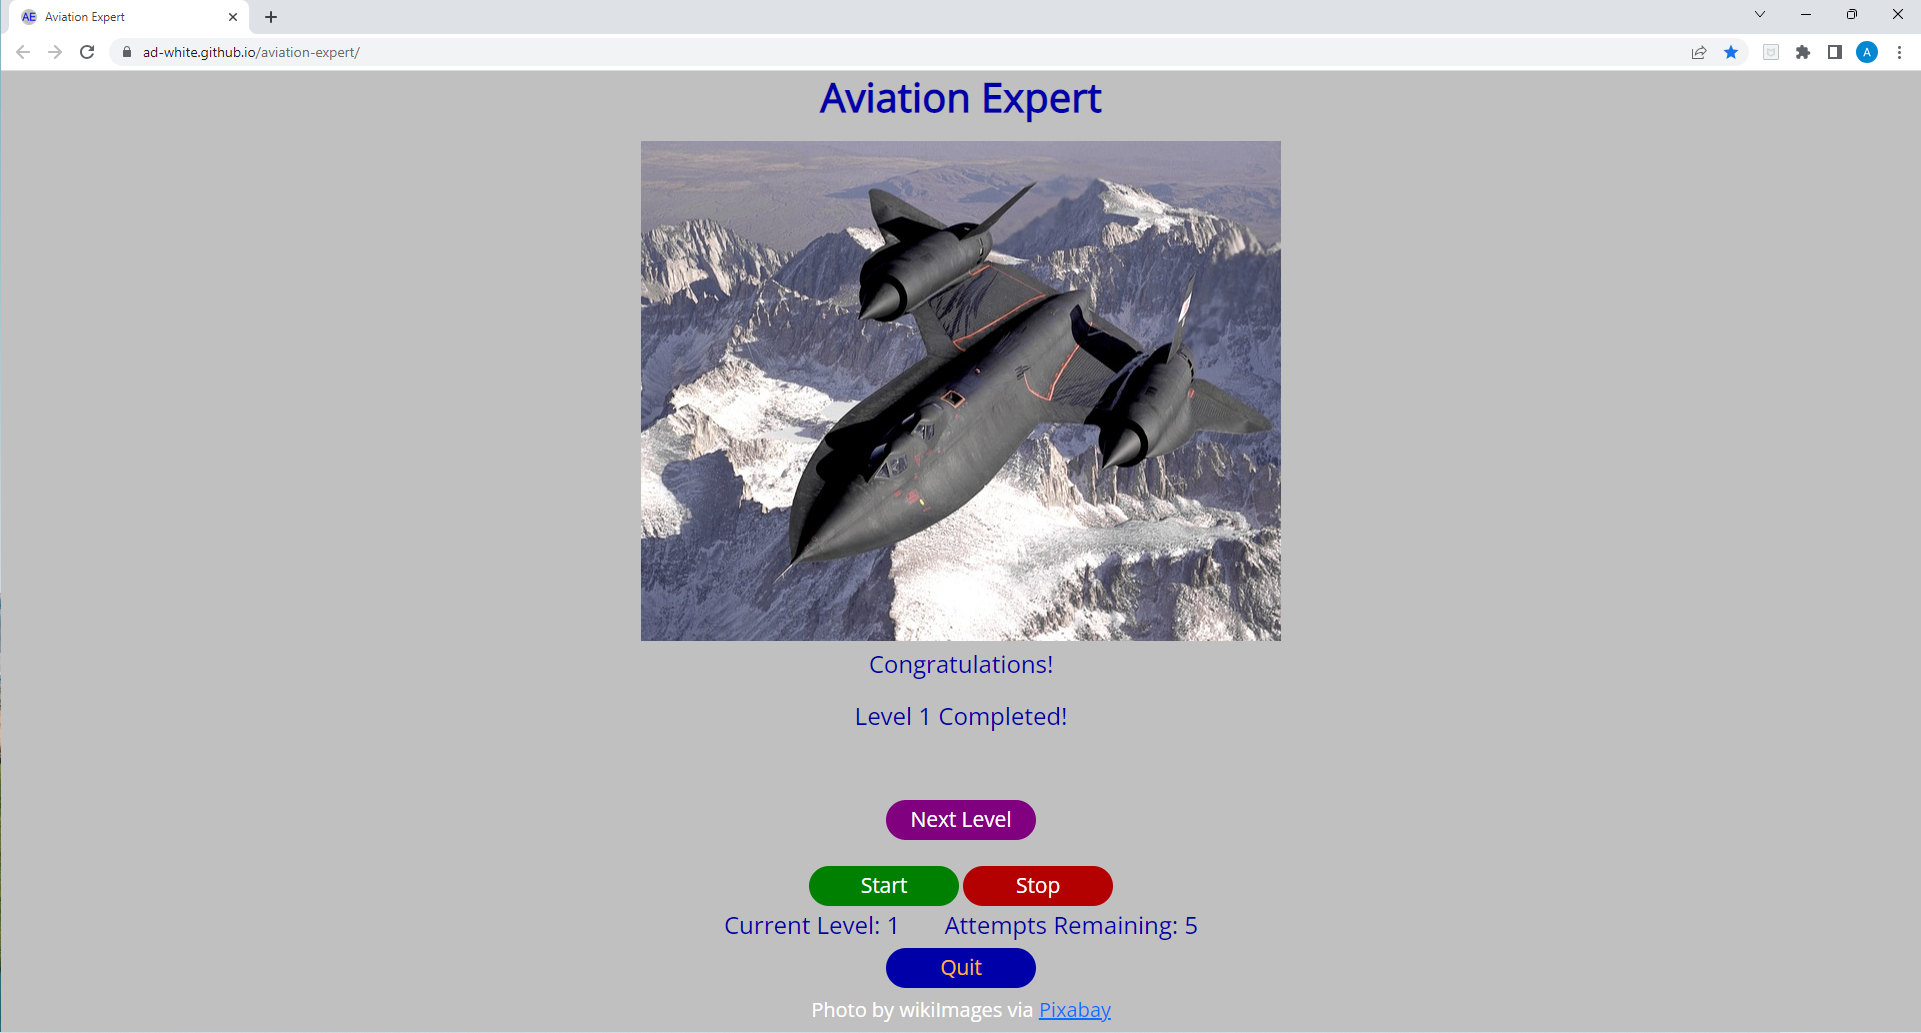 AE Aviation Expert
ad-white.github.io/aviation-expert/
A
Aviation Expert
Congratulations!
Level 1 Completed!
Next Level
Start Stop
Current Level: 1 Attempts Remaining: 5
Quit
Photo by wikiImages via Pixabay